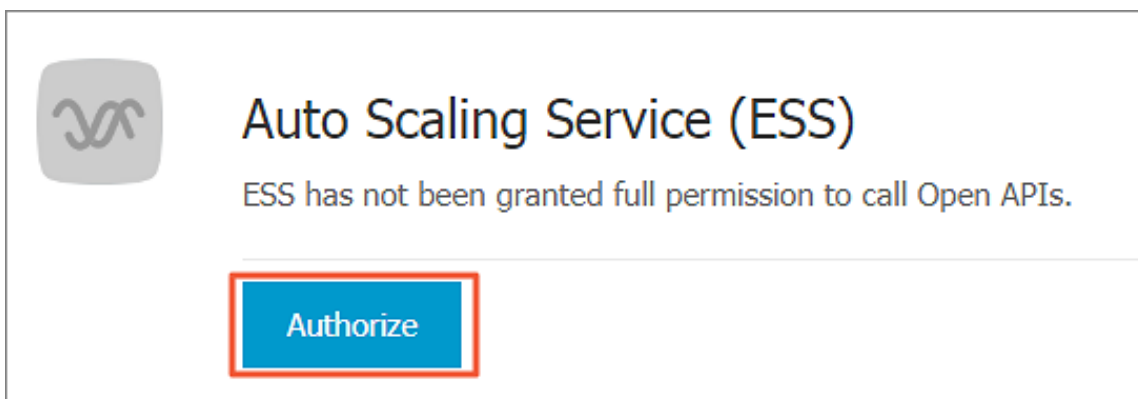 Auto Scaling Service (ESS)
ESS has not been granted full permission to call Open APIs.
Authorize